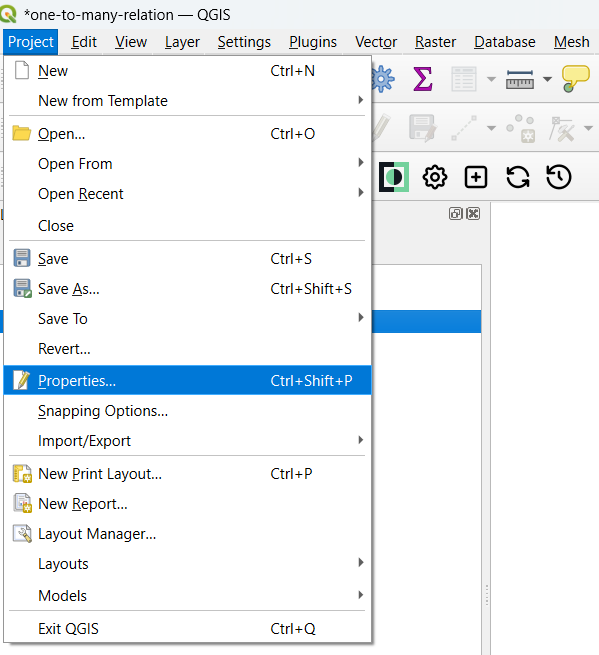 *one-to-many-relation — QGIS
Project Edit View Layer Settings Plugins Vector Raster Database Mesh
New Ctrl+N
New from Template
Open... Ctrl+O
Open From
Open Recent
Close
Save Ctrl+S
Save As... Ctrl+Shift+S
Save To
Revert...
Properties... Ctrl+Shift+P
Snapping Options...
Import/Export
New Print Layout... Ctrl+P
New Report...
Layout Manager...
Layouts
Models
Exit QGIS Ctrl+Q